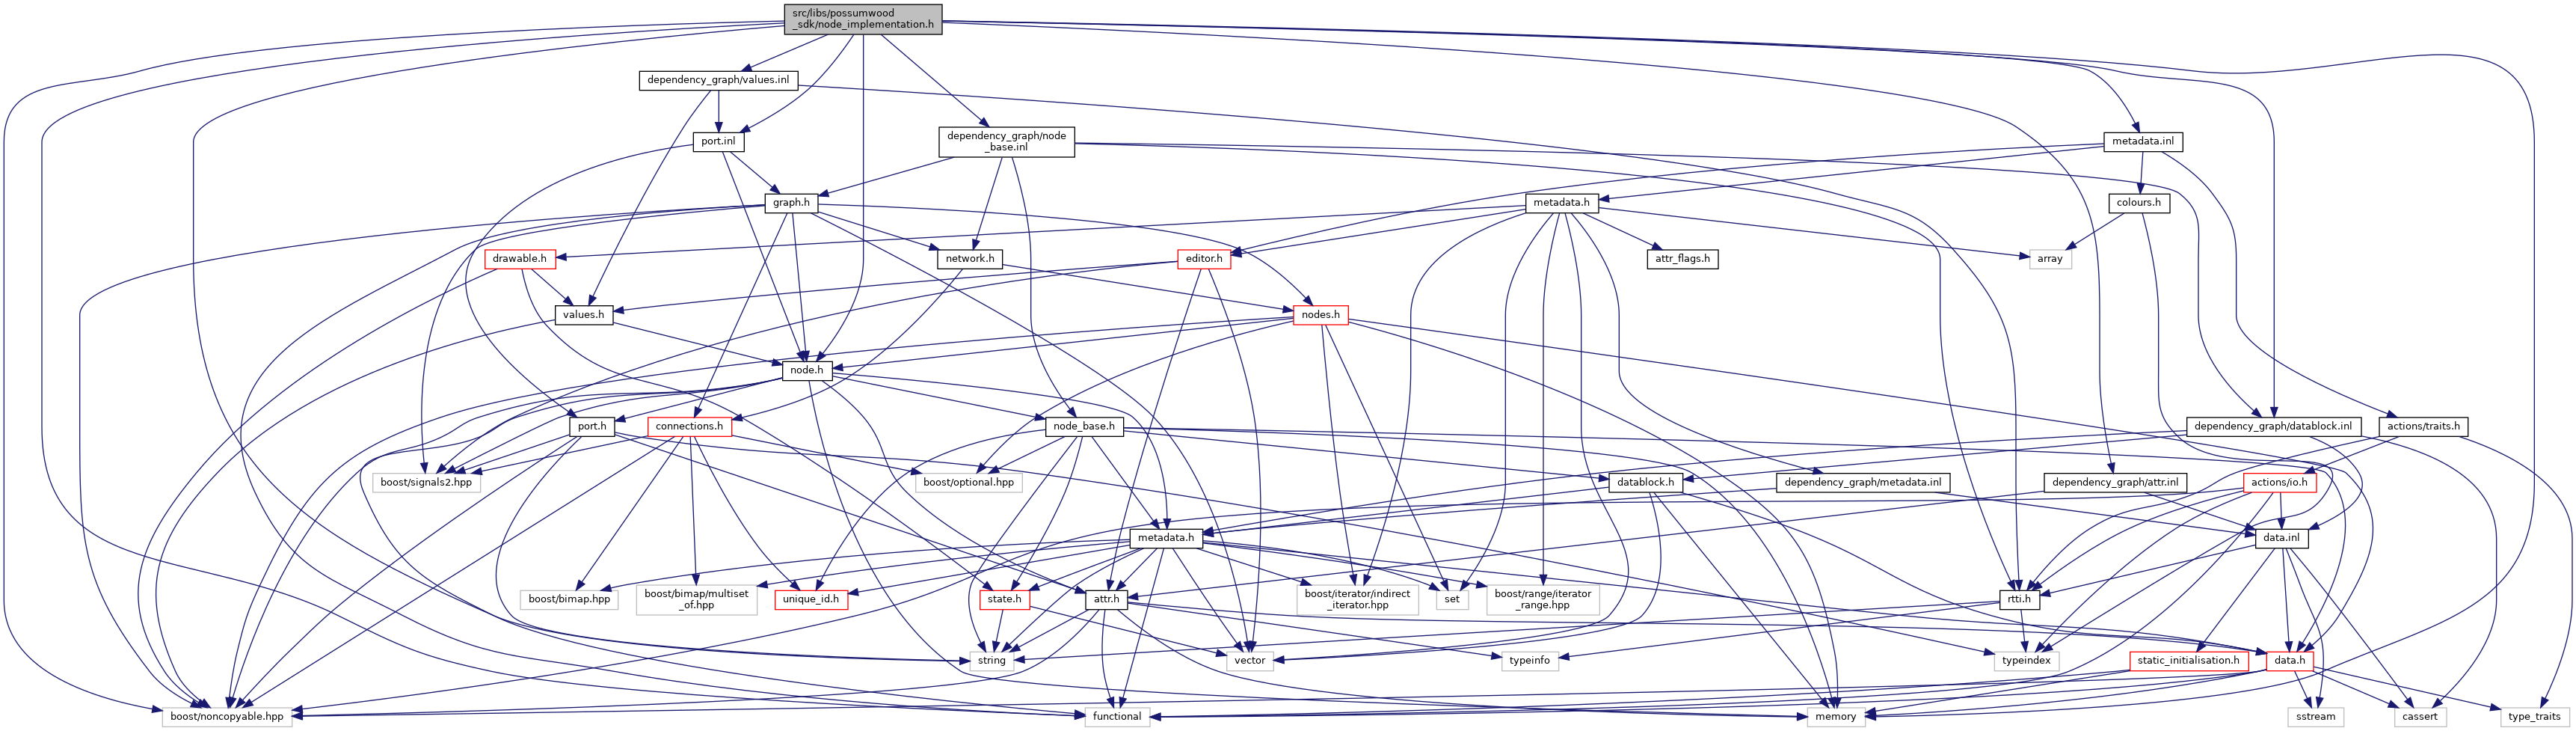 src/libs/possumwood
_sdk/node_implementation.h
dependency_graph/values.inl
port.inl
dependency_graph/node
_base.inl
metadata.inl
graph.h
metadata.h
colours.h
drawable.h
network.h
editor.h
attr_flags.h
array
values.h
nodes.h
node.h
port.h
connections.h
node_base.h
dependency_graph/datablock.inl
actions/traits.h
boost/signals2.hpp
boost/optional.hpp
datablock.h
dependency_graph/metadata.inl
dependency_graph/attr.inl
actions/io.h
metadata.h
data.inl
boost/bimap.hpp
boost/bimap/multiset
_of.hpp
unique_id.h
state.h
attr.h
boost/iterator/indirect
_iterator.hpp
set
boost/range/iterator
_range.hpp
rtti.h
string
vector
typeinfo
typeindex
static_initialisation.h
data.h
boost/noncopyable.hpp
functional
memory
sstream
cassert
type_traits